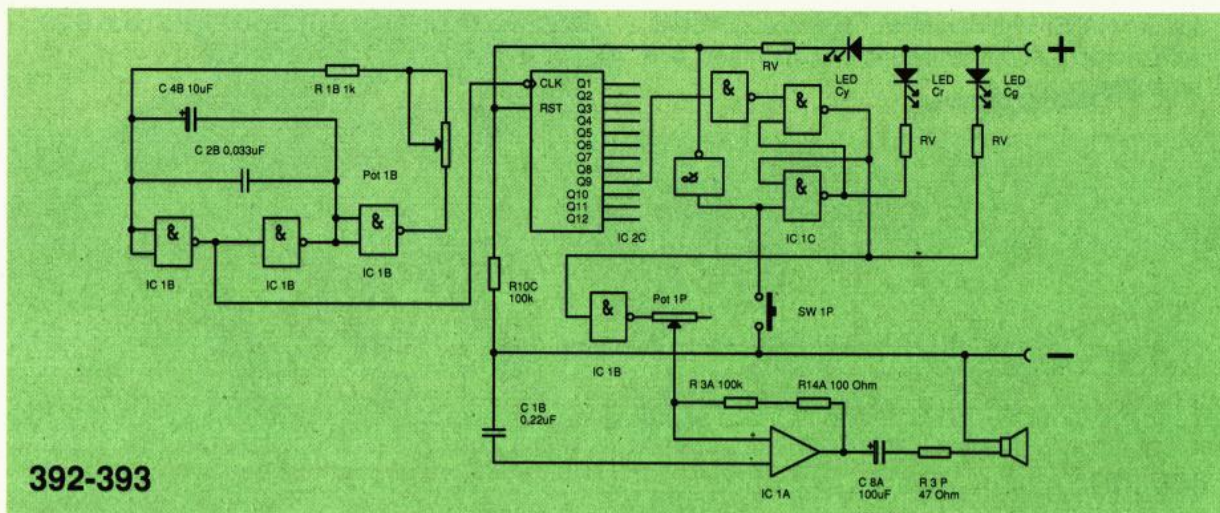 C 4B 10uF
R 1B 1k
C 2B 0,033uF
Pot 1B
&
IC 1B
&
IC 1B
&
IC 1B
CLK
RST
Q1
Q2
Q3
Q4
Q5
Q6
Q7
Q8
Q9
Q10
Q11
Q12
IC 2C
R10C
100k
RV
LED
Cy
LED
Cr
LED
Cg
RV
RV
+
&
&
&
&
IC 1C
&
IC 1B
Pot 1P
SW 1P
−
R 3A 100k
R14A 100 Ohm
C 1B
0,22uF
IC 1A
+
C 8A
100uF
R 3 P
47 Ohm
392-393